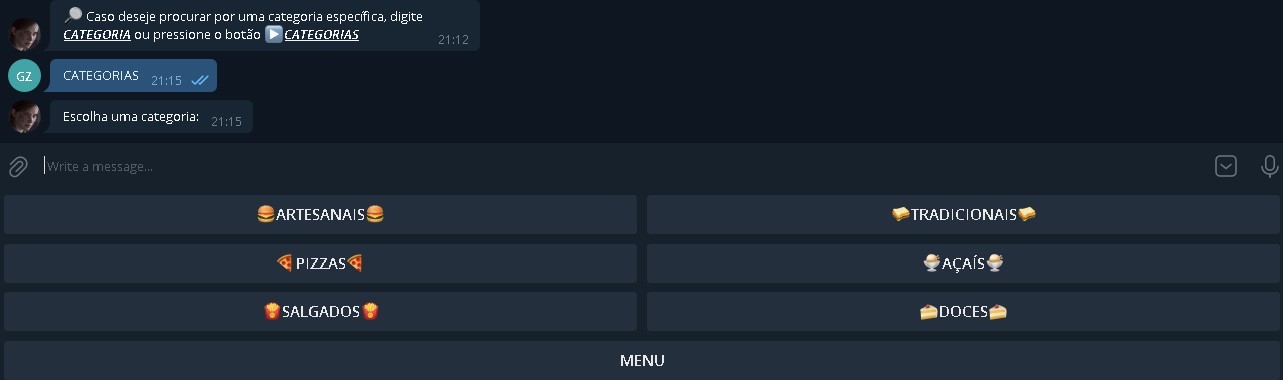 🔎 Caso deseje procurar por uma categoria específica, digite
CATEGORIA ou pressione o botão ▶️CATEGORIAS
21:12
GZ
CATEGORIAS 21:15
Escolha uma categoria: 21:15
Write a message...
🍔ARTESANAIS🍔
🥪TRADICIONAIS🥪
🍕PIZZAS🍕
🍨AÇAÍS🍨
🍟SALGADOS🍟
🍰DOCES🍰
MENU